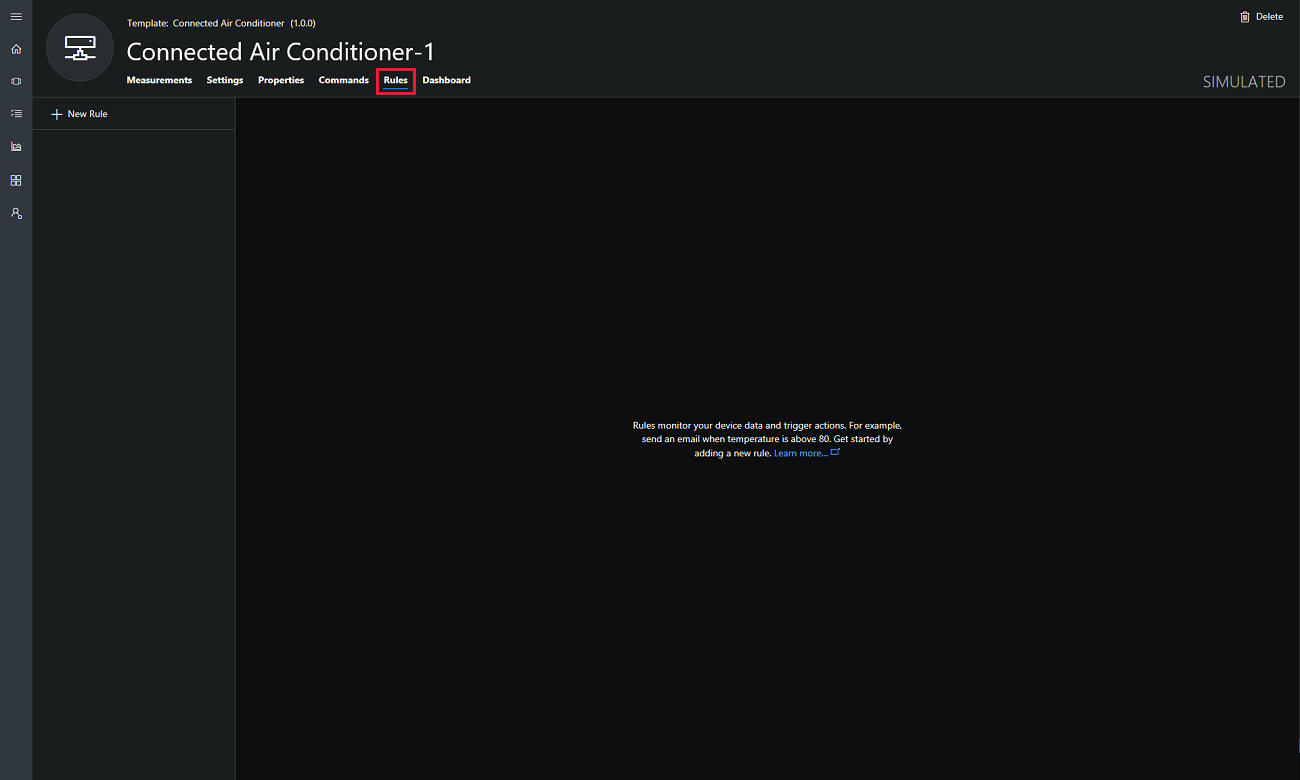 Template: Connected Air Conditioner (1.0.0)
Delete
Connected Air Conditioner-1
Measurements Settings Properties Commands Rules Dashboard
SIMULATED
New Rule
Rules monitor your device data and trigger actions. For example,
send an email when temperature is above 80. Get started by
adding a new rule. Learn more...